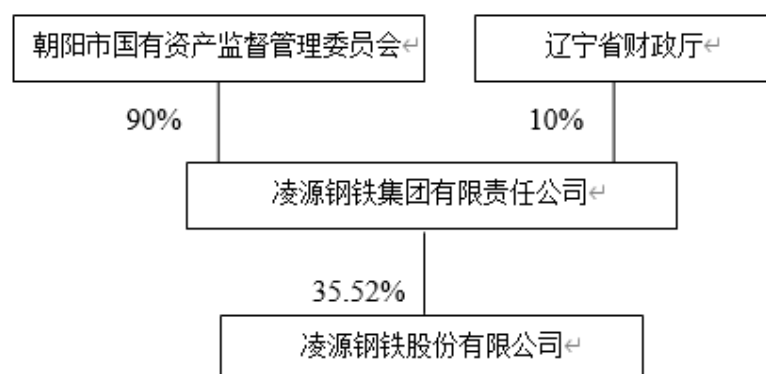 朝阳市国有资产监督管理委员会
辽宁省财政厅
90%
10%
凌源钢铁集团有限责任公司
35.52%
凌源钢铁股份有限公司